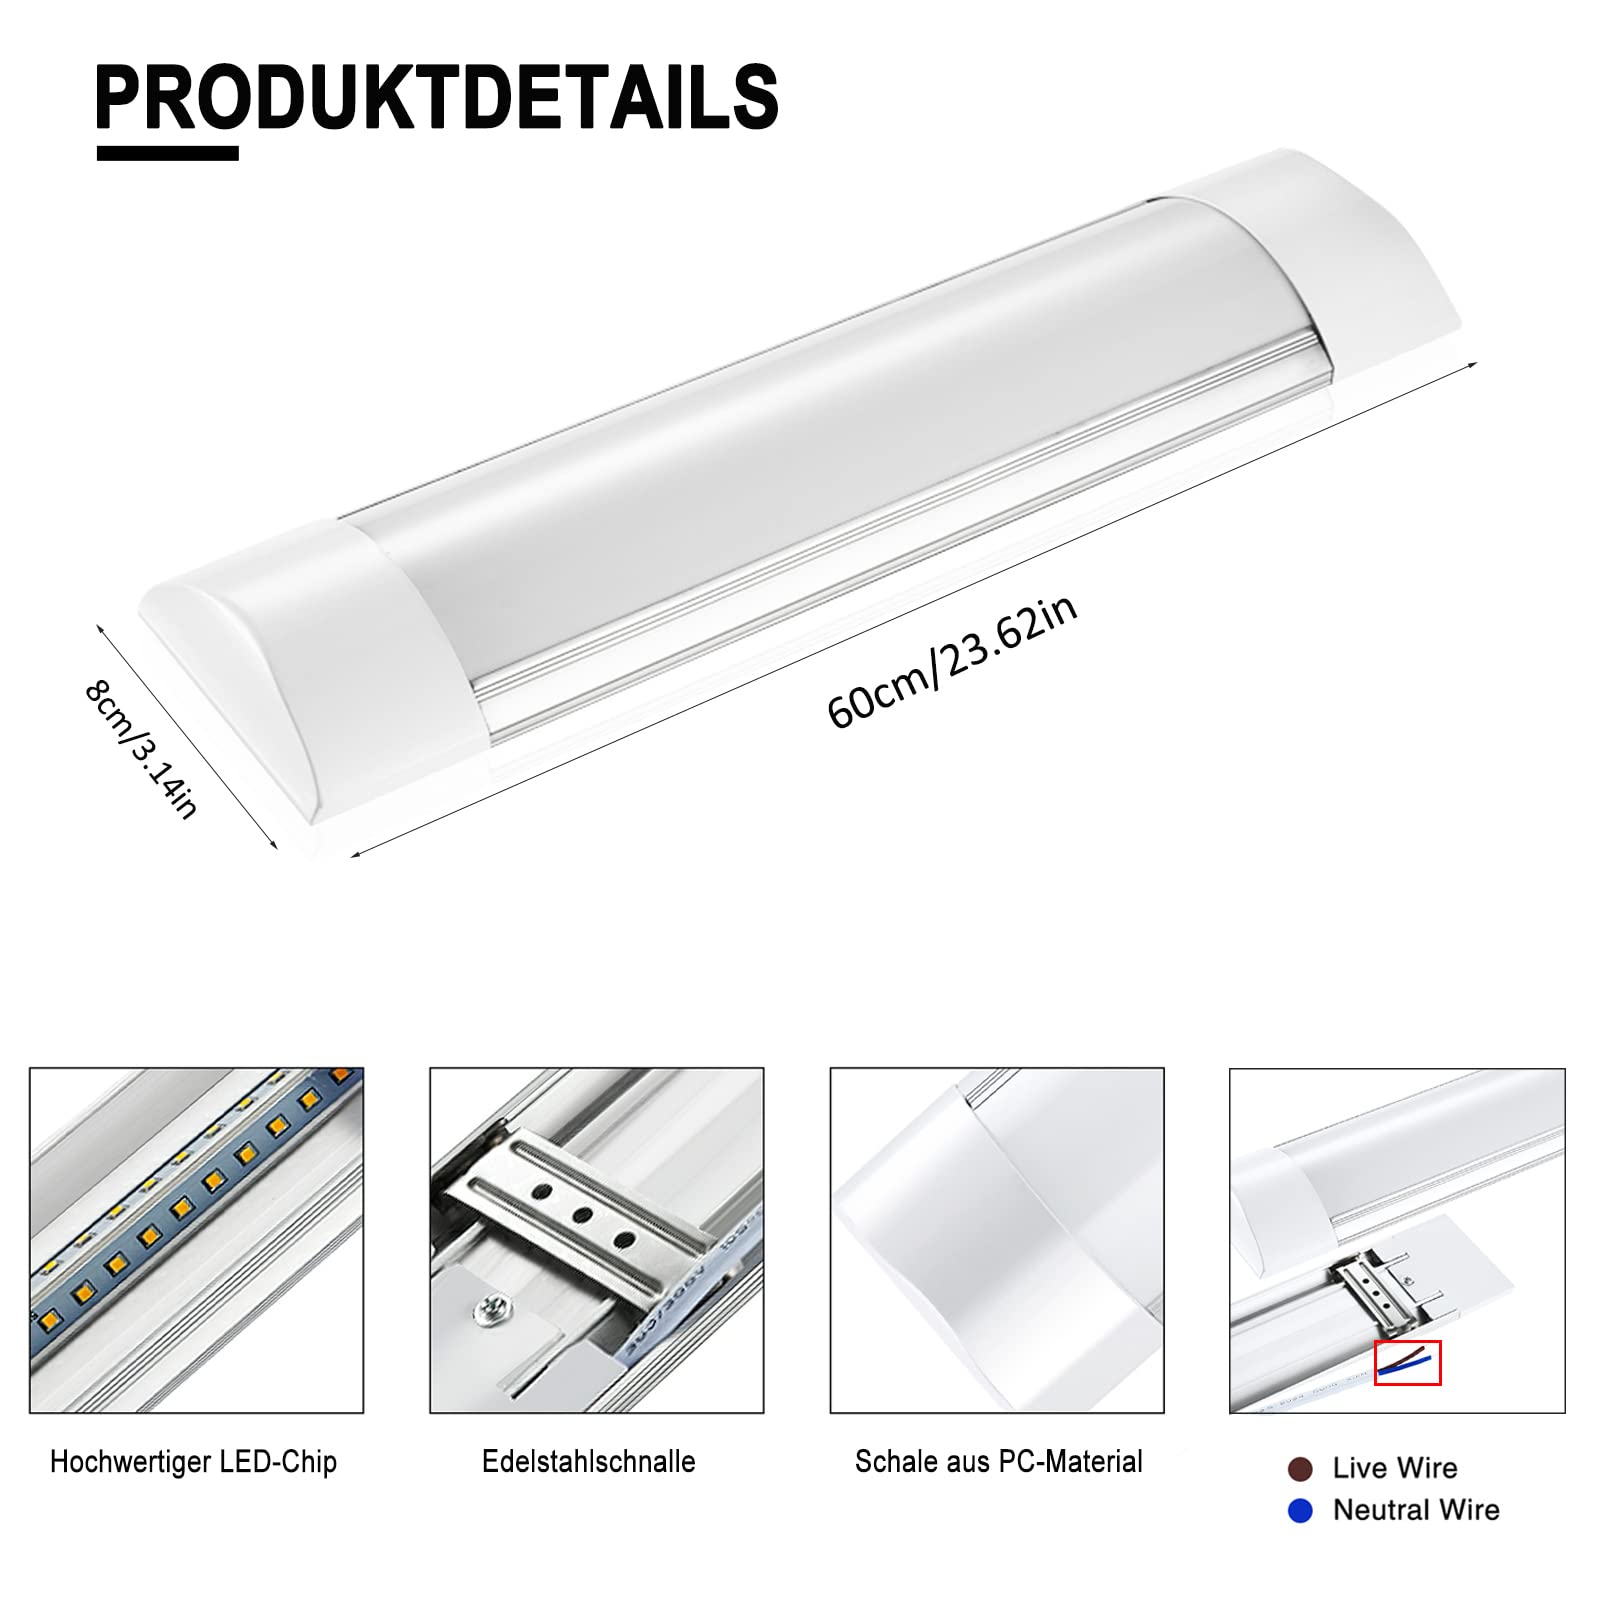 PRODUKTDETAILS
8cm/3.14in
60cm/23.62in
Hochwertiger LED-Chip
Edelstahlschnalle
Schale aus PC-Material
Live Wire
Neutral Wire